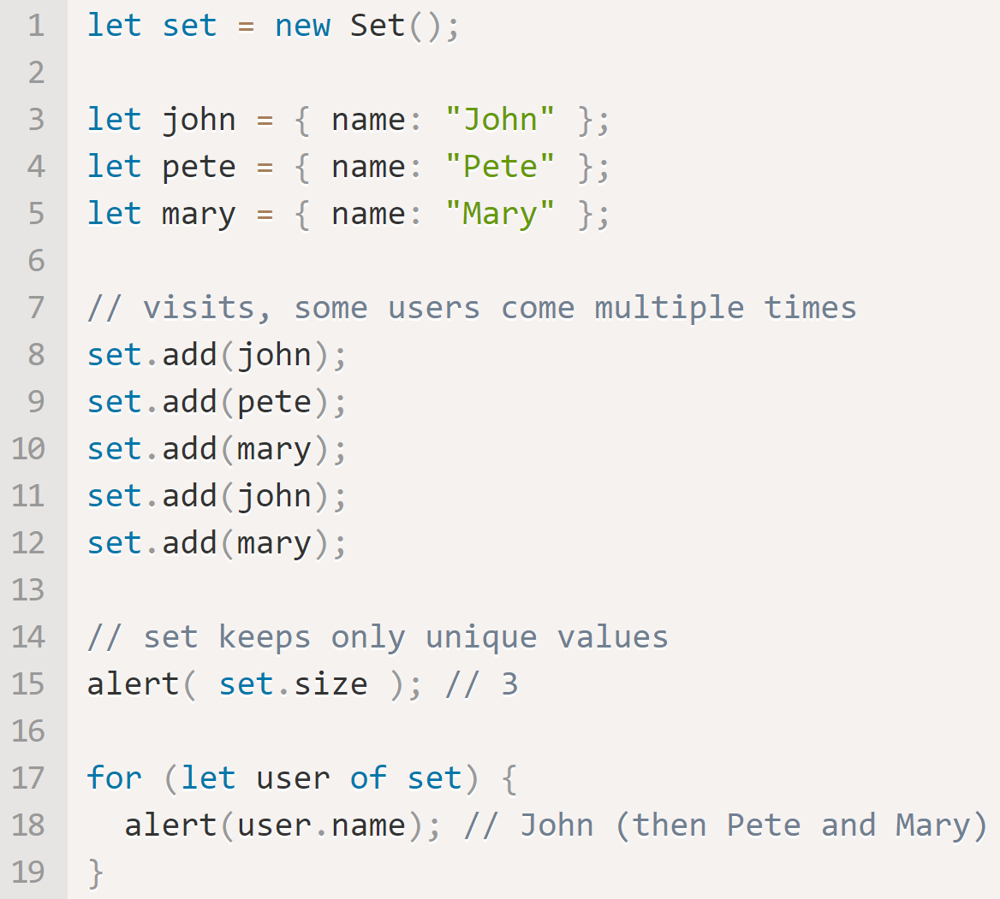 1 let set = new Set();
2
3 let john = { name: "John" };
4 let pete = { name: "Pete" };
5 let mary = { name: "Mary" };
6
7 // visits, some users come multiple times
8 set.add(john);
9 set.add(pete);
10 set.add(mary);
11 set.add(john);
12 set.add(mary);
13
14 // set keeps only unique values
15 alert( set.size ); // 3
16
17 for (let user of set) {
18   alert(user.name); // John (then Pete and Mary)
19 }